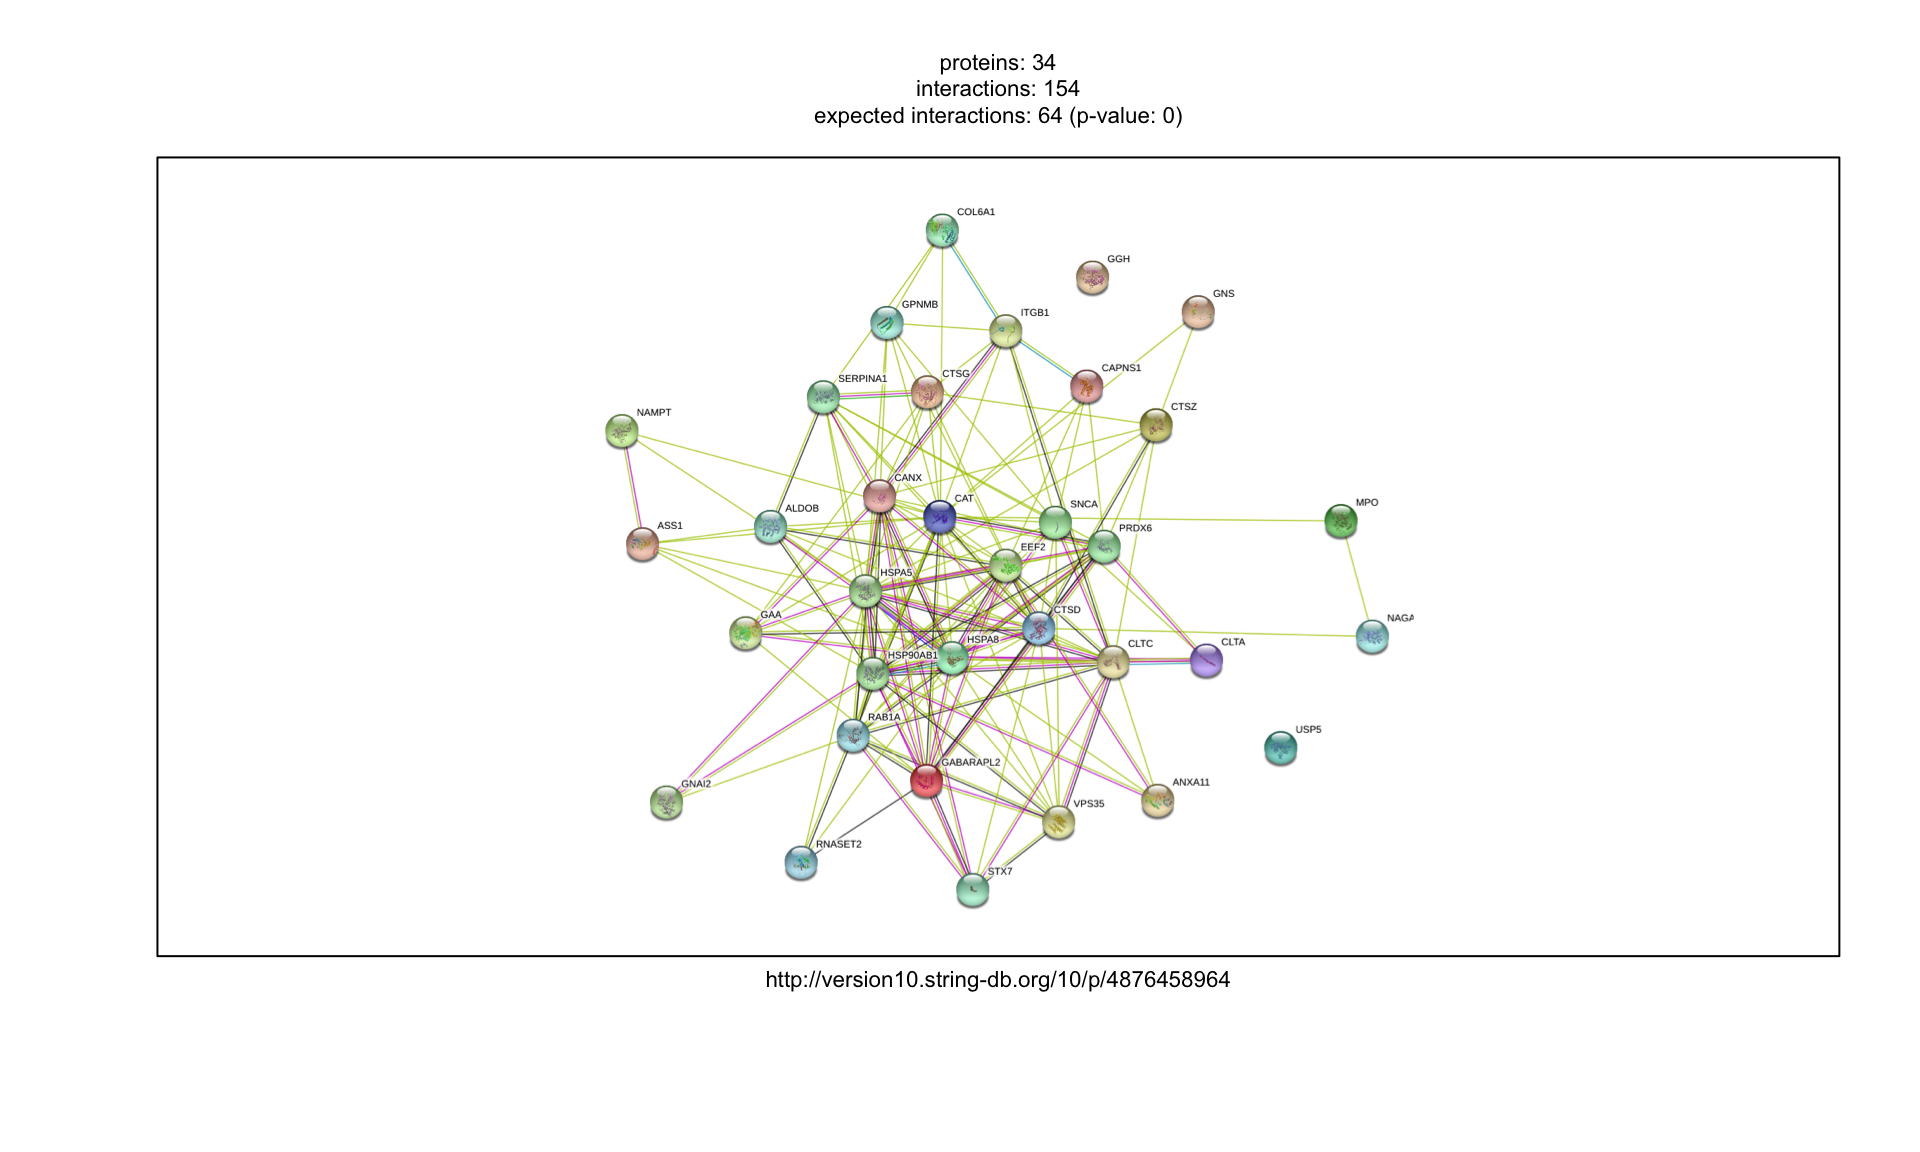 proteins: 34
interactions: 154
expected interactions: 64 (p-value: 0)
COL6A1
GGH
GNS
GPNMB
ITGB1
CAPNS1
CTSG
SERPINA1
CTSZ
NAMPT
CANX
CAT
SNCA
MPO
ALDOB
ASS1
PRDX6
EEF2
HSPA5
CTSD
GAA
NAGA
HSPA8
CLTC
CLTA
HSP90AB1
RAB1A
USP5
GABARAPL2
GNAI2
ANXA11
VPS35
RNASET2
STX7
http://version10.string-db.org/10/p/4876458964